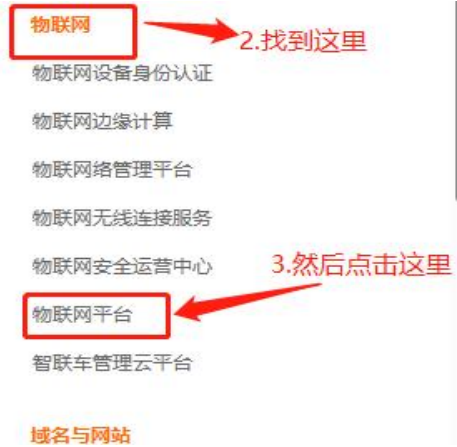 物联网
2.找到这里
物联网设备身份认证
物联网边缘计算
物联网络管理平台
物联网无线连接服务
物联网安全运营中心
3.然后点击这里
物联网平台
智联车管理云平台
域名与网站